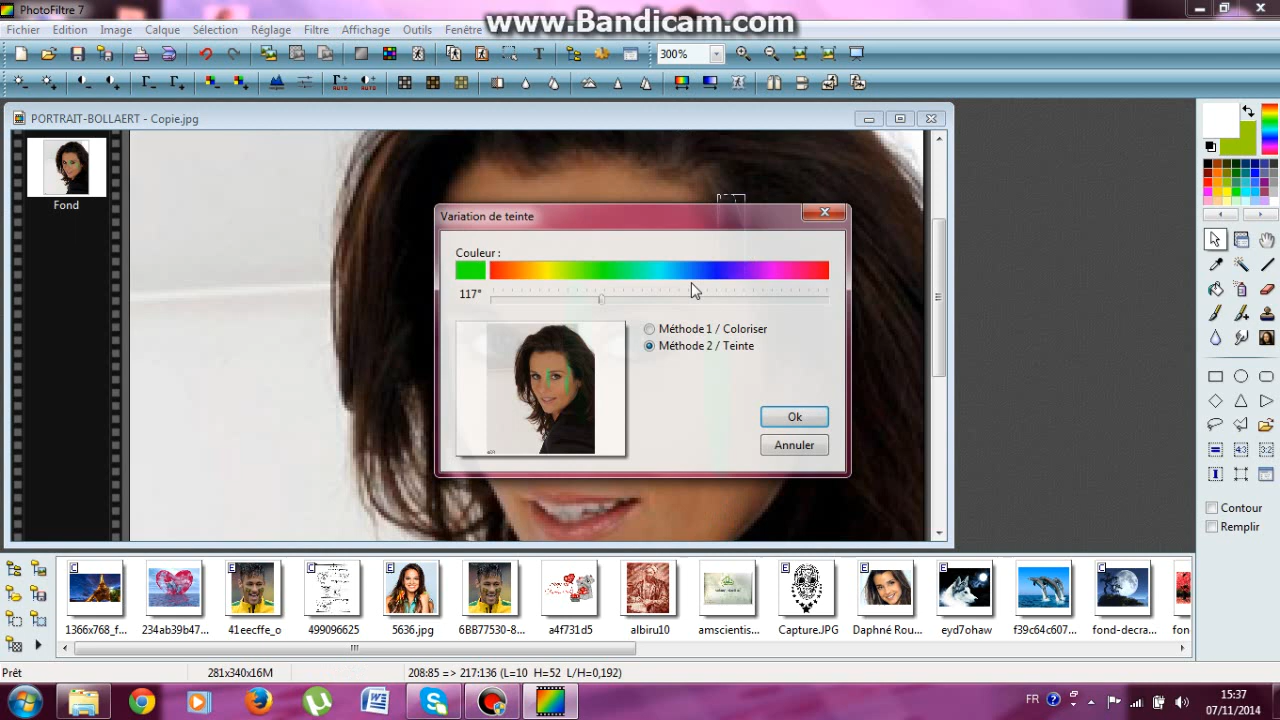 PhotoFiltre 7
www.Bandicam.com
Fichier Edition Image Calque Sélection Réglage Filtre Affichage Outils Fenêtre
300%
PORTRAIT-BOLLAERT - Copie.jpg
Fond
Variation de teinte
Couleur :
117°
Méthode 1 / Coloriser
Méthode 2 / Teinte
Ok
Annuler
Contour
Remplir
1366x768_f... 234ab39b47... 41eecffe_o 499096625 5636.jpg 6BB77530-8... a4f731d5 albiru10 amscientis... Capture.JPG Daphné Rou... eyd7ohaw f39c64c607... fond-decra... fon
Prêt 281x340x16M 208:85 => 217:136 (L=10 H=52 L/H=0,192)
FR 15:37
07/11/2014